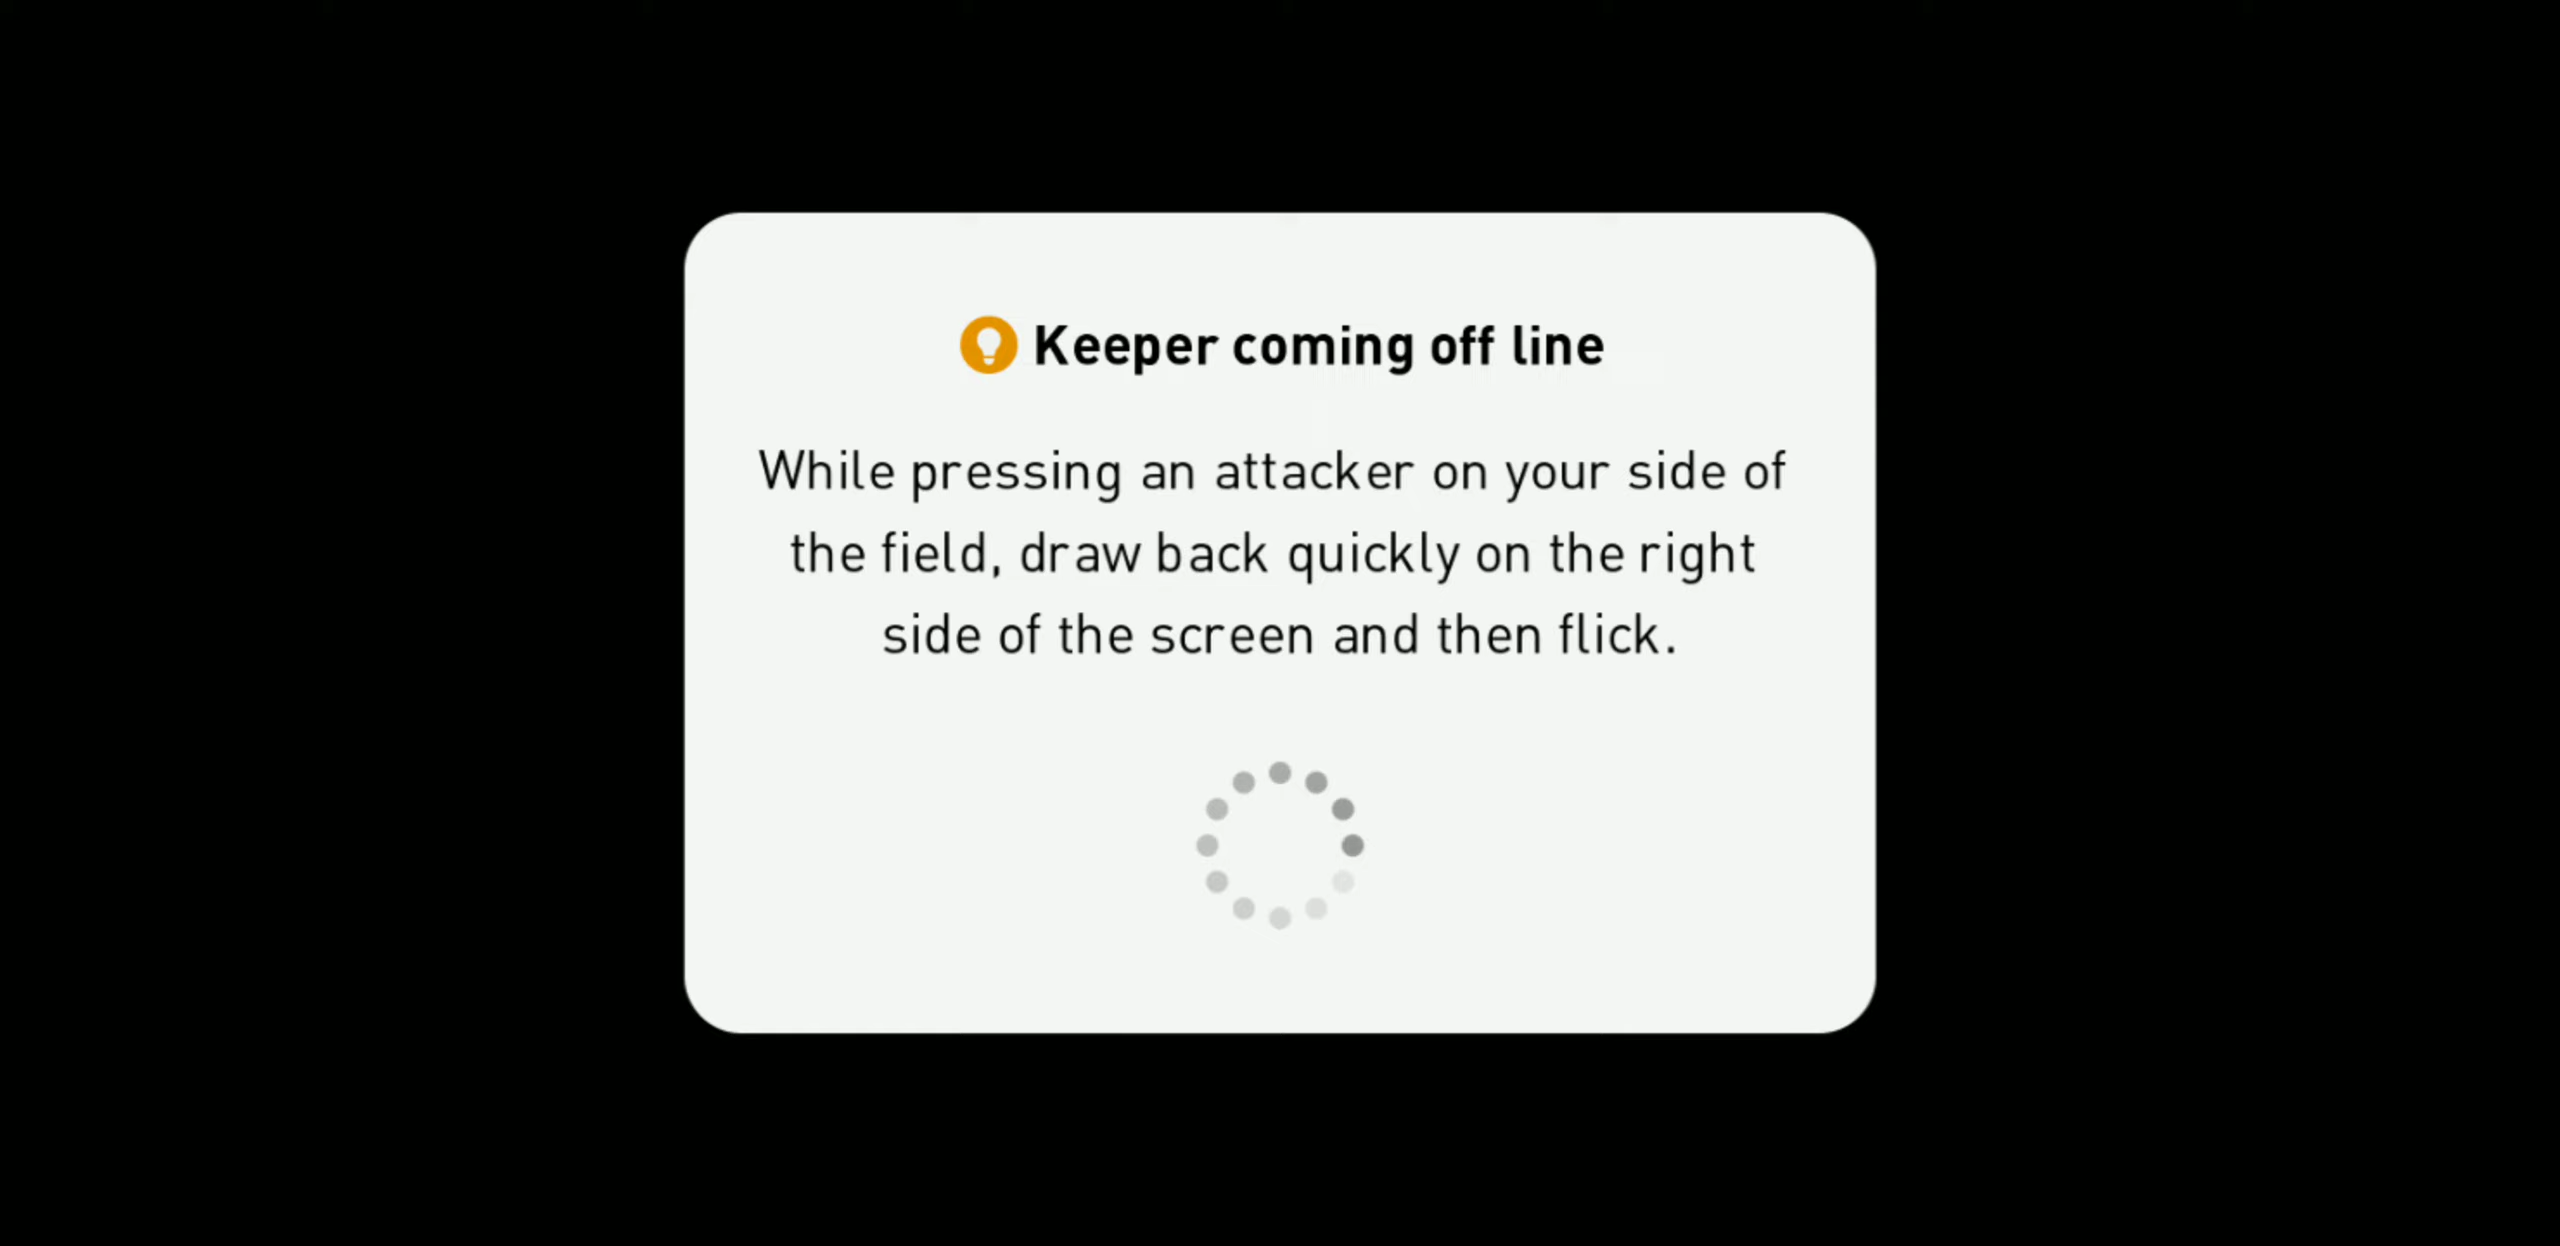 Keeper coming off line
While pressing an attacker on your side of
the field, draw back quickly on the right
side of the screen and then flick.